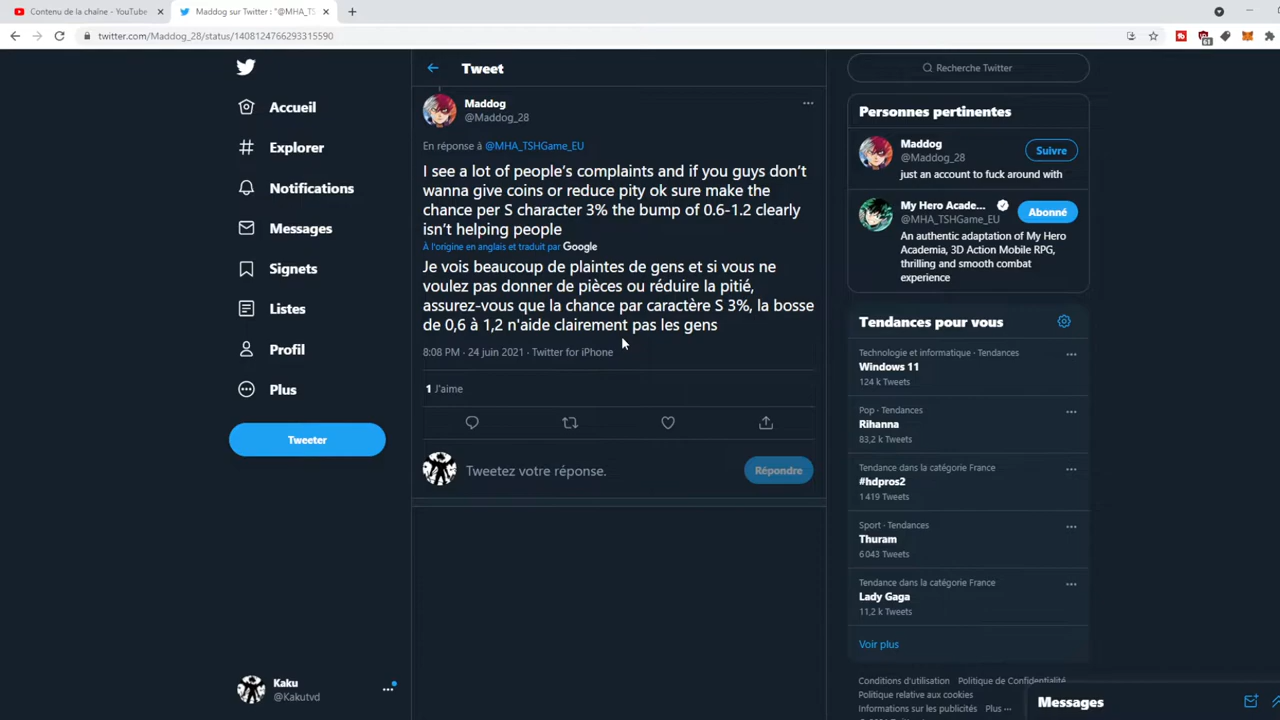 Contenu de la chaîne - YouTube
Maddog sur Twitter : "@MHA_TS
twitter.com/Maddog_28/status/1408124766293315590
61
Accueil
Explorer
Notifications
Messages
Signets
Listes
Profil
Plus
Tweeter
Kaku
@Kakutvd
Tweet
Maddog
@Maddog_28
En réponse à @MHA_TSHGame_EU
I see a lot of people’s complaints and if you guys don’t
wanna give coins or reduce pity ok sure make the
chance per S character 3% the bump of 0.6-1.2 clearly
isn’t helping people
À l'origine en anglais et traduit par Google
Je vois beaucoup de plaintes de gens et si vous ne
voulez pas donner de pièces ou réduire la pitié,
assurez-vous que la chance par caractère S 3%, la bosse
de 0,6 à 1,2 n'aide clairement pas les gens
8:08 PM · 24 juin 2021 · Twitter for iPhone
1 J'aime
Tweetez votre réponse.
Répondre
Recherche Twitter
Personnes pertinentes
Maddog
@Maddog_28
Suivre
just an account to fuck around with
My Hero Acade...
@MHA_TSHGame_EU
Abonné
An authentic adaptation of My Hero
Academia, 3D Action Mobile RPG,
thrilling and smooth combat
experience
Tendances pour vous
Technologie et informatique · Tendances
Windows 11
124 k Tweets
Pop · Tendances
Rihanna
83,2 k Tweets
Tendance dans la catégorie France
#hdpros2
1 419 Tweets
Sport · Tendances
Thuram
6 043 Tweets
Tendance dans la catégorie France
Lady Gaga
11,2 k Tweets
Voir plus
Conditions d'utilisation Politique de Confidentialité
Politique relative aux cookies
Informations sur les publicités Plus ···
Messages